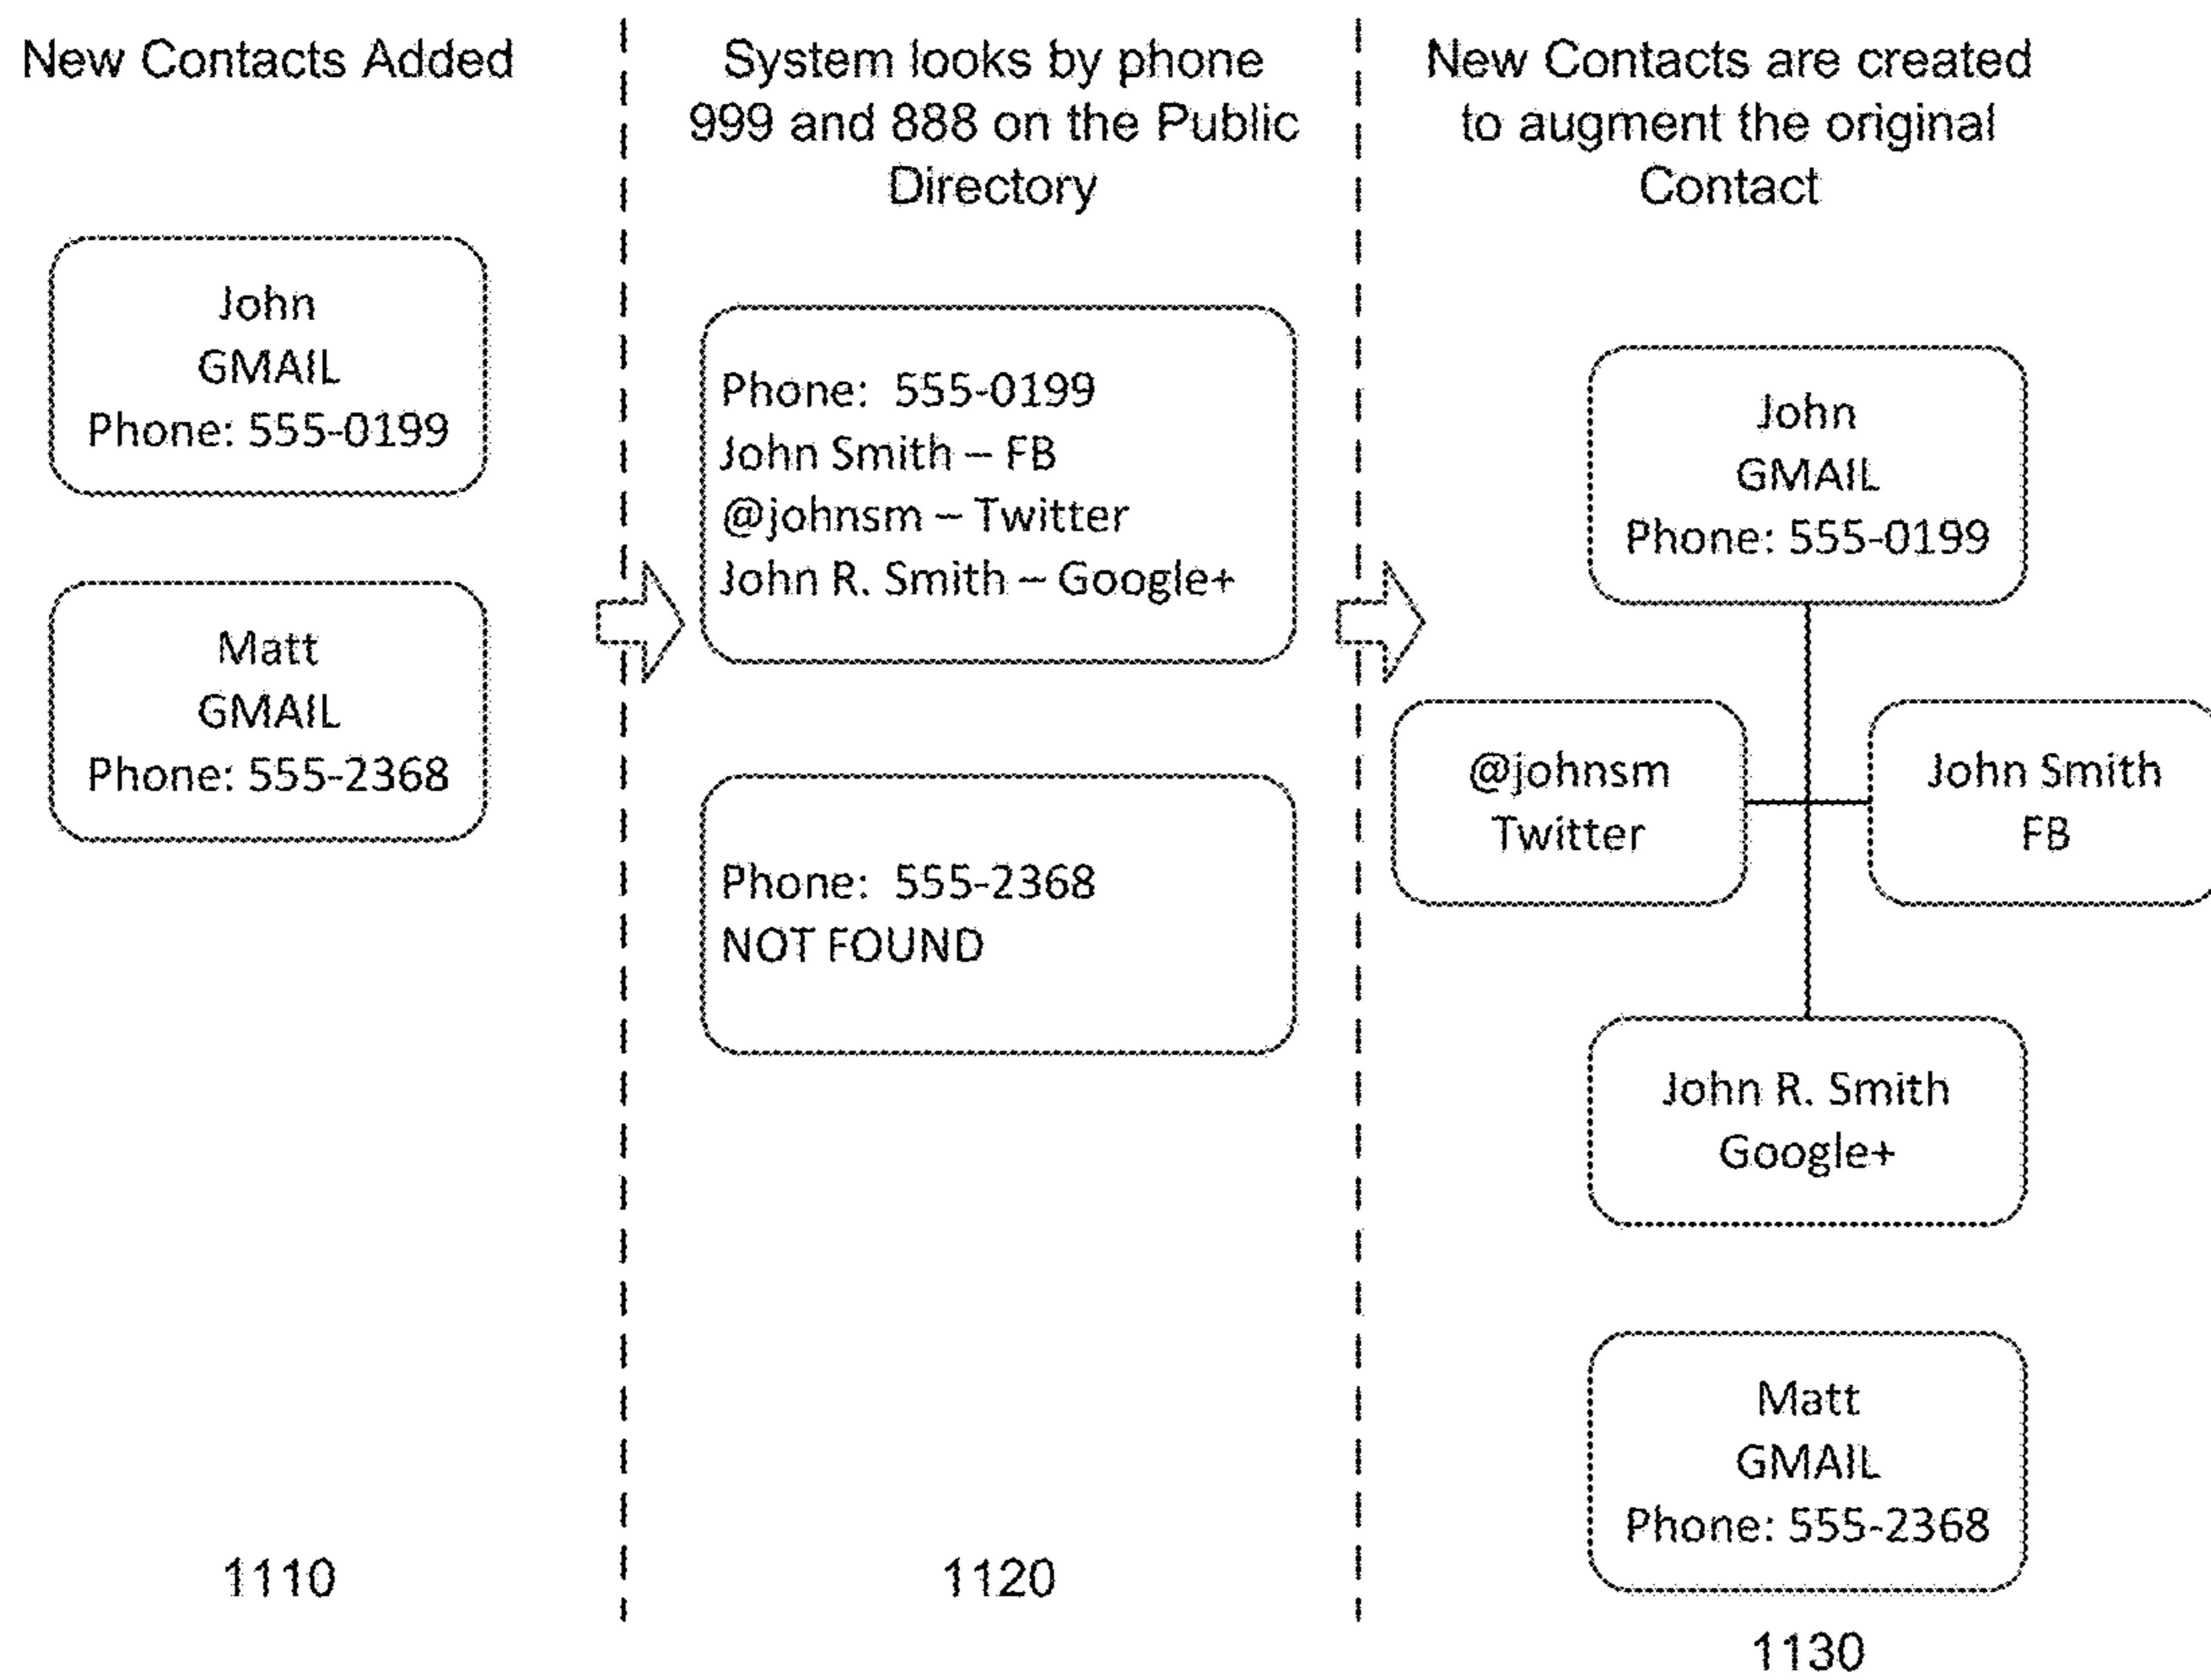 New Contacts Added
John
GMAIL
Phone: 555-0199
Matt
GMAIL
Phone: 555-2368
1110
System looks by phone
999 and 888 on the Public
Directory
Phone: 555-0199
John Smith – FB
@johnsm – Twitter
John R. Smith – Google+
Phone: 555-2368
NOT FOUND
1120
New Contacts are created
to augment the original
Contact
John
GMAIL
Phone: 555-0199
@johnsm
Twitter
John Smith
FB
John R. Smith
Google+
Matt
GMAIL
Phone: 555-2368
1130